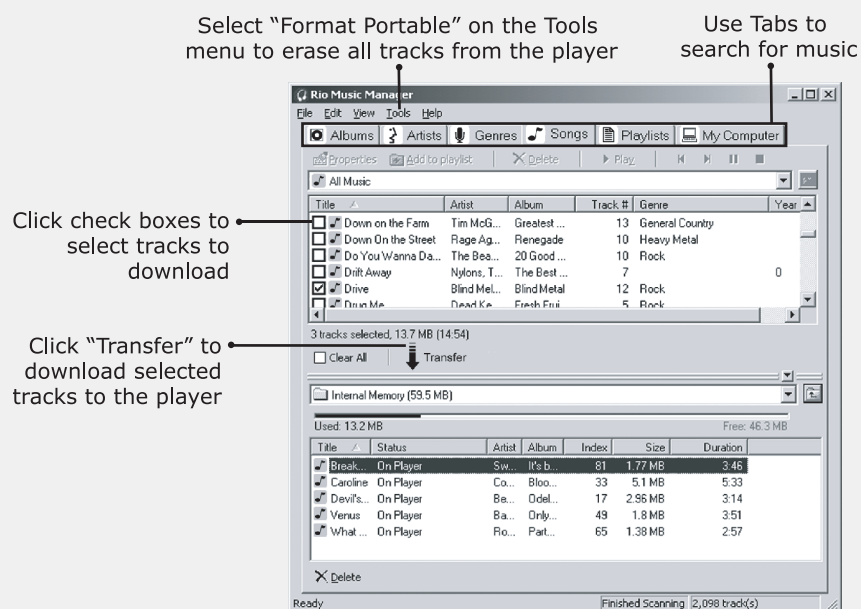 Select “Format Portable” on the Tools
menu to erase all tracks from the player
Use Tabs to
search for music
Rio Music Manager
File Edit View Tools Help
Albums Artists Genres Songs Playlists My Computer
Properties Add to playlist Delete Play
All Music
Title Artist Album Track # Genre Year
Down on the Farm Tim McG... Greatest ... 13 General Country
Down On the Street Rage Ag... Renegade 10 Heavy Metal
Do You Wanna Da... The Bea... 20 Good ... 10 Rock
Drift Away Nylons, T... The Best ... 7 0
Drive Blind Mel... Blind Metal 12 Rock
Drug Me Dead Ke... Fresh Frui... 5 Rock
Click check boxes to
select tracks to
download
3 tracks selected, 13.7 MB (14:54)
Clear All Transfer
Click “Transfer” to
download selected
tracks to the player
Internal Memory (59.5 MB)
Used: 13.2 MB Free: 46.3 MB
Title Status Artist Album Index Size Duration
Break... On Player Sw... It's b... 81 1.77 MB 3:46
Caroline On Player Co... Bloo... 33 5.1 MB 5:33
Devil's... On Player Be... Odel... 17 2.96 MB 3:14
Venus On Player Ba... Only... 49 1.8 MB 3:51
What ... On Player Ro... Part... 65 1.38 MB 2:57
Delete
Ready Finished Scanning 2,098 track(s)